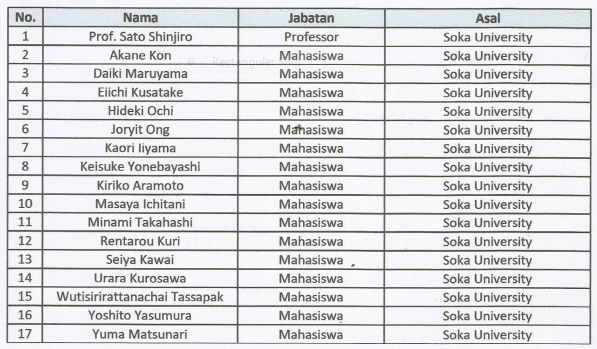 No. Nama Jabatan Asal
1 Prof. Sato Shinjiro Professor Soka University
2 Akane Kon Mahasiswa Soka University
3 Daiki Maruyama Mahasiswa Soka University
4 Eiichi Kusatake Mahasiswa Soka University
5 Hideki Ochi Mahasiswa Soka University
6 Joryit Ong Mahasiswa Soka University
7 Kaori Iiyama Mahasiswa Soka University
8 Keisuke Yonebayashi Mahasiswa Soka University
9 Kiriko Aramoto Mahasiswa Soka University
10 Masaya Ichitani Mahasiswa Soka University
11 Minami Takahashi Mahasiswa Soka University
12 Rentarou Kuri Mahasiswa Soka University
13 Seiya Kawai Mahasiswa Soka University
14 Urara Kurosawa Mahasiswa Soka University
15 Wutisirirattanachai Tassapak Mahasiswa Soka University
16 Yoshito Yasumura Mahasiswa Soka University
17 Yuma Matsunari Mahasiswa Soka University